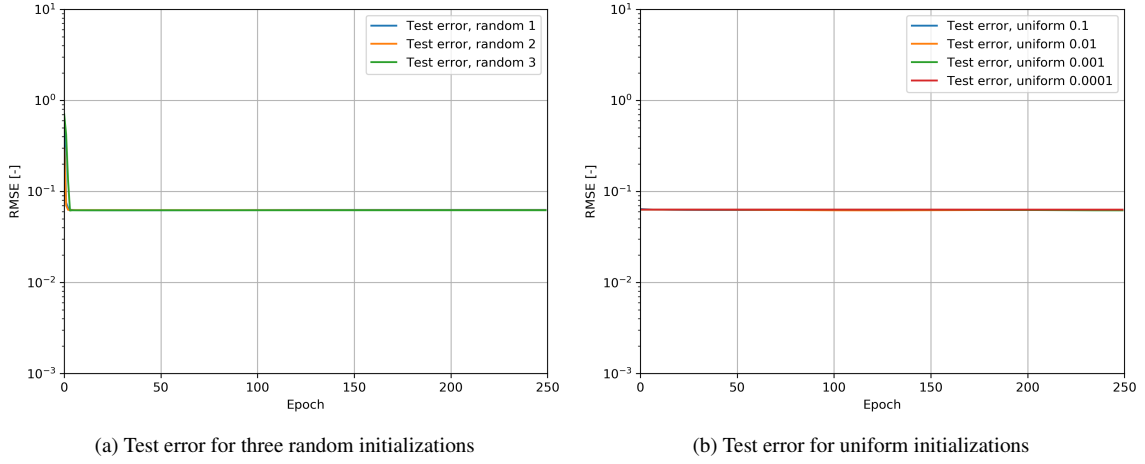 10¹
10⁰
10⁻¹
10⁻²
10⁻³
RMSE [-]
Test error, random 1
Test error, random 2
Test error, random 3
0 50 100 150 200 250
Epoch
(a) Test error for three random initializations
10¹
10⁰
10⁻¹
10⁻²
10⁻³
RMSE [-]
Test error, uniform 0.1
Test error, uniform 0.01
Test error, uniform 0.001
Test error, uniform 0.0001
0 50 100 150 200 250
Epoch
(b) Test error for uniform initializations